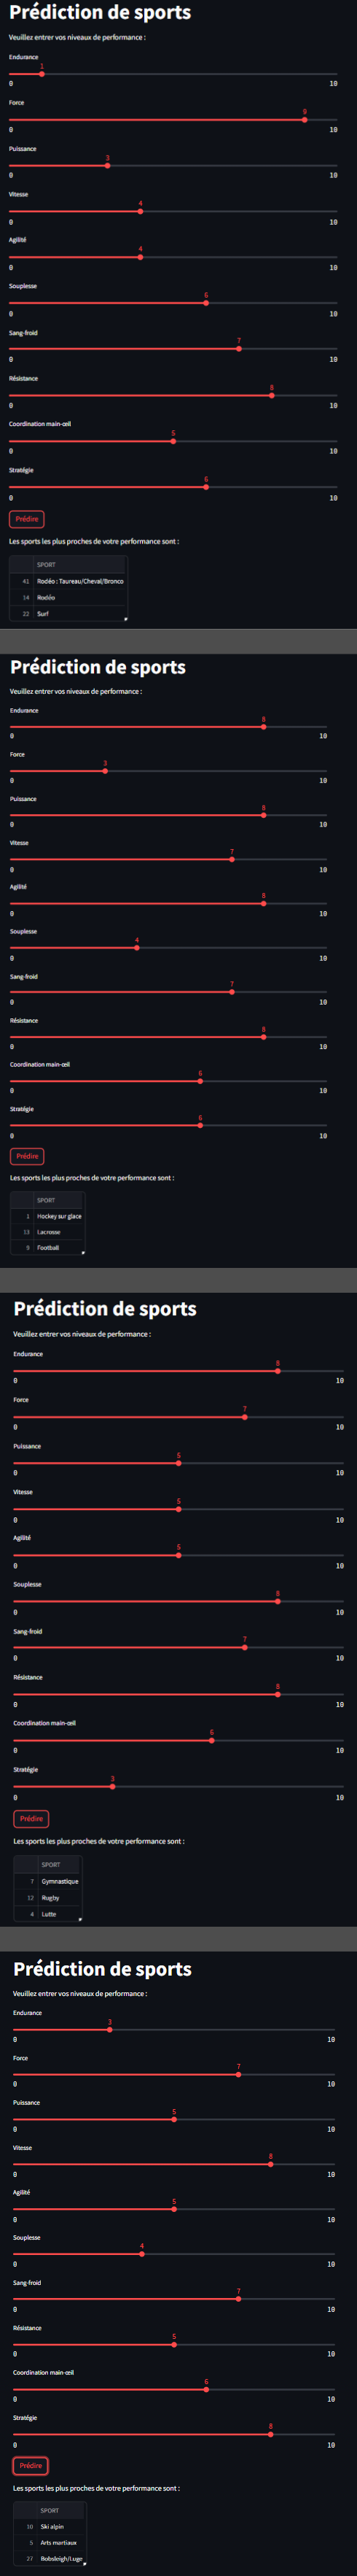 Prédiction de sports
Veuillez entrer vos niveaux de performance :
Endurance
1
0 10
Force
9
0 10
Puissance
3
0 10
Vitesse
4
0 10
Agilité
4
0 10
Souplesse
6
0 10
Sang-froid
7
0 10
Résistance
8
0 10
Coordination main-œil
5
0 10
Stratégie
6
0 10
Prédire
Les sports les plus proches de votre performance sont :
SPORT
41 Rodéo : Taureau/Cheval/Bronco
14 Rodéo
22 Surf
Prédiction de sports
Veuillez entrer vos niveaux de performance :
Endurance
8
0 10
Force
3
0 10
Puissance
8
0 10
Vitesse
7
0 10
Agilité
8
0 10
Souplesse
4
0 10
Sang-froid
7
0 10
Résistance
8
0 10
Coordination main-œil
6
0 10
Stratégie
6
0 10
Prédire
Les sports les plus proches de votre performance sont :
SPORT
1 Hockey sur glace
13 Lacrosse
9 Football
Prédiction de sports
Veuillez entrer vos niveaux de performance :
Endurance
8
0 10
Force
7
0 10
Puissance
5
0 10
Vitesse
5
0 10
Agilité
5
0 10
Souplesse
8
0 10
Sang-froid
7
0 10
Résistance
8
0 10
Coordination main-œil
6
0 10
Stratégie
3
0 10
Prédire
Les sports les plus proches de votre performance sont :
SPORT
7 Gymnastique
12 Rugby
4 Lutte
Prédiction de sports
Veuillez entrer vos niveaux de performance :
Endurance
3
0 10
Force
7
0 10
Puissance
5
0 10
Vitesse
8
0 10
Agilité
5
0 10
Souplesse
4
0 10
Sang-froid
7
0 10
Résistance
5
0 10
Coordination main-œil
6
0 10
Stratégie
8
0 10
Prédire
Les sports les plus proches de votre performance sont :
SPORT
10 Ski alpin
5 Arts martiaux
27 Bobsleigh/Luge